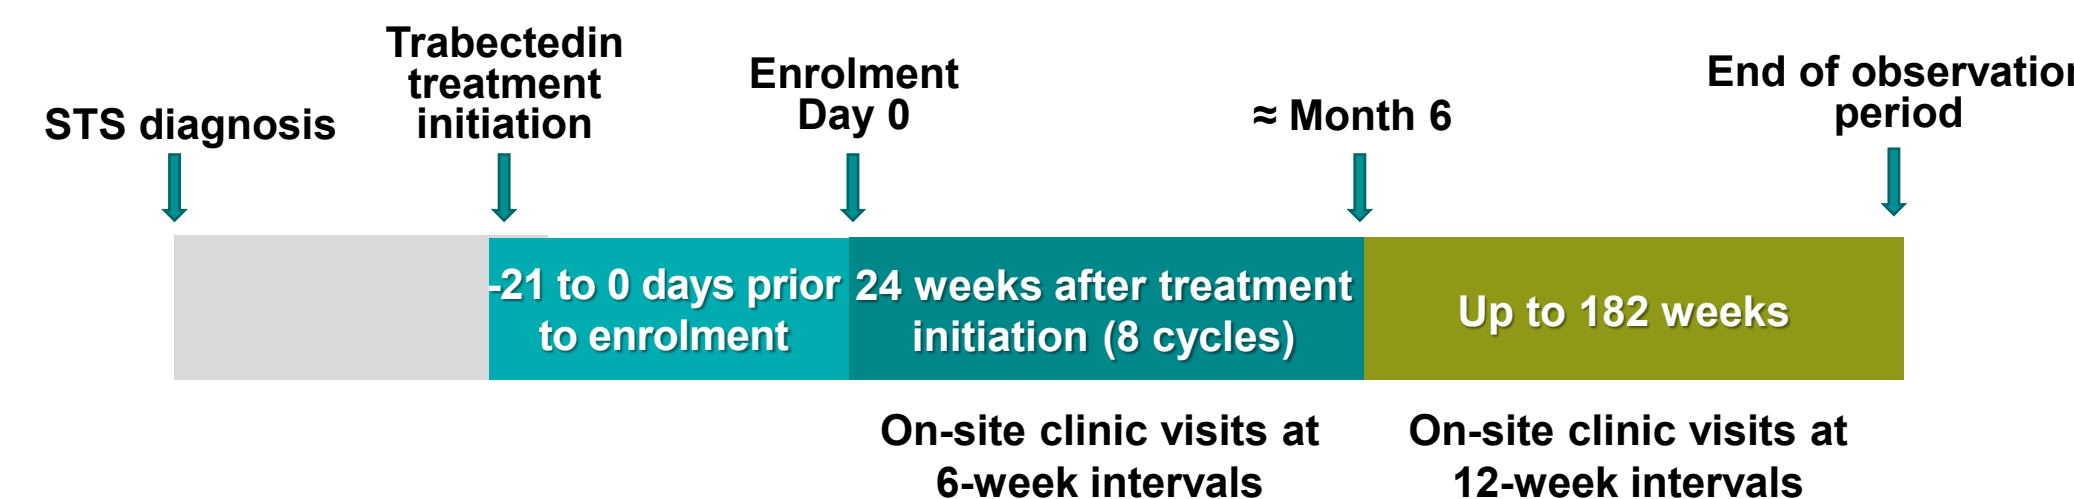 STS diagnosis
Trabectedin
treatment
initiation
Enrolment
Day 0
≈ Month 6
End of observation
period
-21 to 0 days prior
to enrolment
24 weeks after treatment
initiation (8 cycles)
Up to 182 weeks
On-site clinic visits at
6-week intervals
On-site clinic visits at
12-week intervals